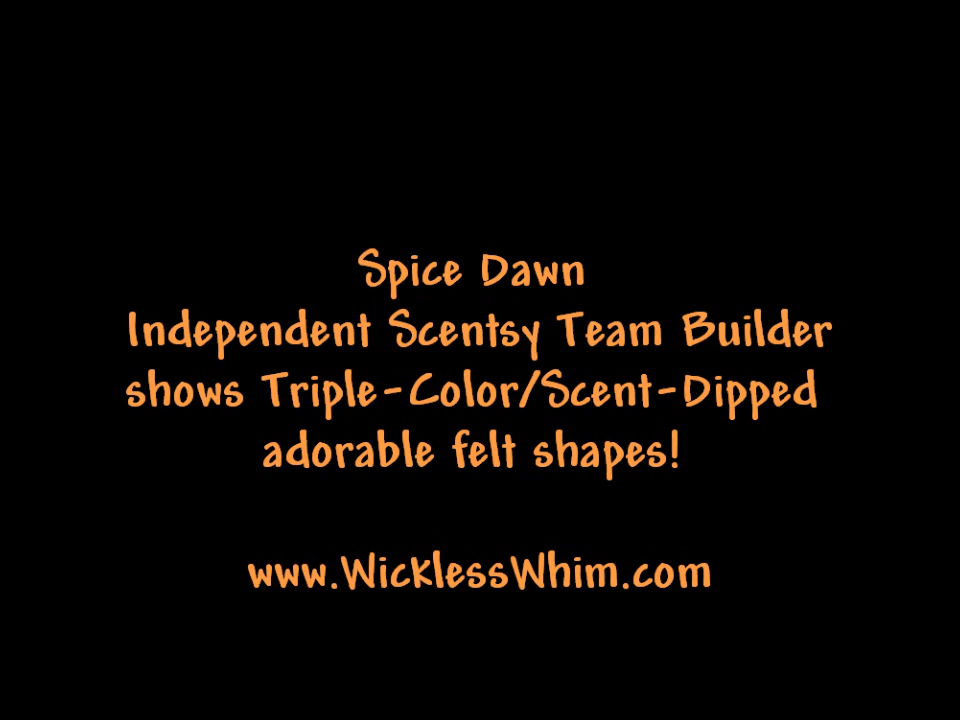 Spice Dawn
Independent Scentsy Team Builder
shows Triple-Color/Scent-Dipped
adorable felt shapes!
www.WicklessWhim.com